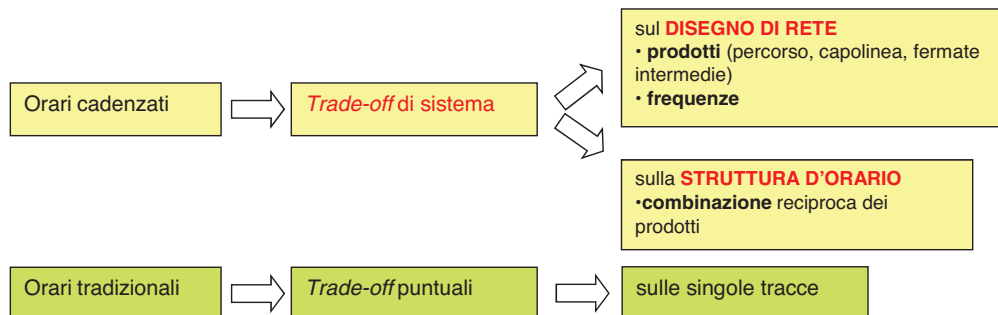 sul DISEGNO DI RETE
• prodotti (percorso, capolinea, fermate
intermedie)
• frequenze
Orari cadenzati
Trade-off di sistema
sulla STRUTTURA D'ORARIO
•combinazione reciproca dei
prodotti
Orari tradizionali
Trade-off puntuali
sulle singole tracce